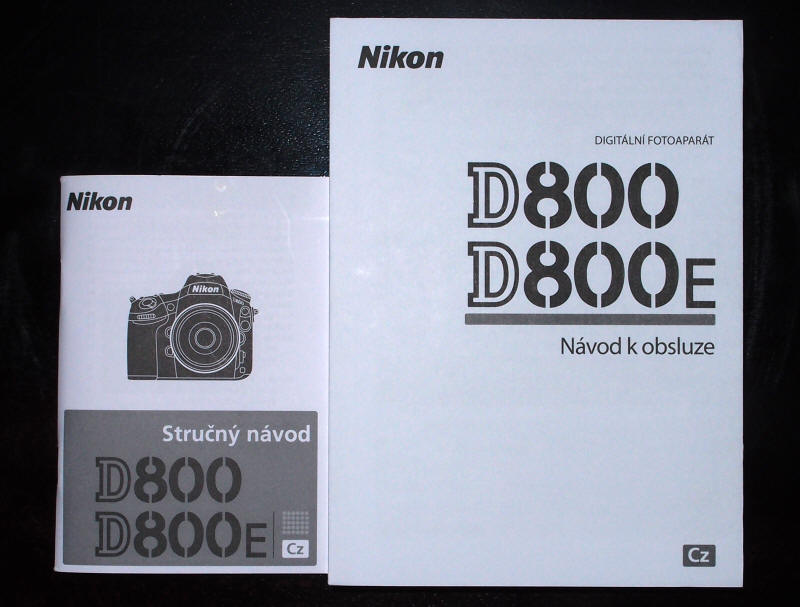 Nikon
Nikon
Stručný návod
D800
D800E
Cz
Nikon
DIGITÁLNÍ FOTOAPARÁT
D800
D800E
Návod k obsluze
Cz